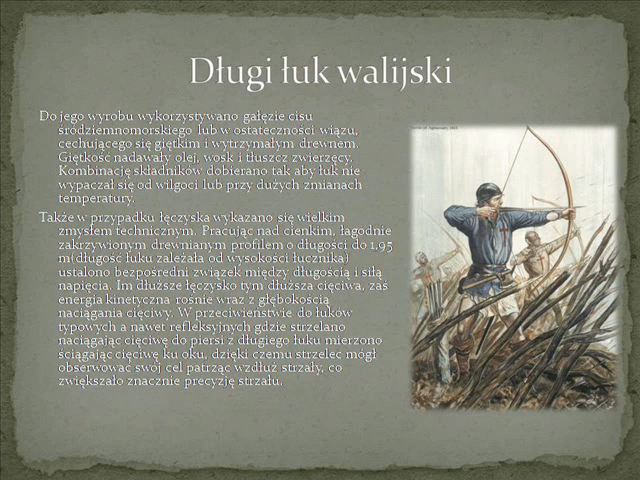 Długi łuk walijski
Do jego wyrobu wykorzystywano gałęzie cisu
śródziemnomorskiego lub w ostateczności wiązu,
cechującego się giętkim i wytrzymałym drewnem.
Giętkość nadawały olej, wosk i tłuszcz zwierzęcy.
Kombinację składników dobierano tak aby łuk nie
wypaczał się od wilgoci lub przy dużych zmianach
temperatury.
Także w przypadku łęczyska wykazano się wielkim
zmysłem technicznym. Pracując nad cienkim, łagodnie
zakrzywionym drewnianym profilem o długości do 1,95
m(długość łuku zależała od wysokości łucznika)
ustalono bezpośredni związek między długością i siłą
napięcia. Im dłuższe łęczysko tym dłuższa cięciwa, zaś
energia kinetyczna rośnie wraz z głębokością
naciągania cięciwy. W przeciwieństwie do łuków
typowych a nawet refleksyjnych gdzie strzelano
naciągając cięciwę do piersi z długiego łuku mierzono
ściągając cięciwę ku oku, dzięki czemu strzelec mógł
obserwować swój cel patrząc wzdłuż strzały, co
zwiększało znacznie precyzję strzału.